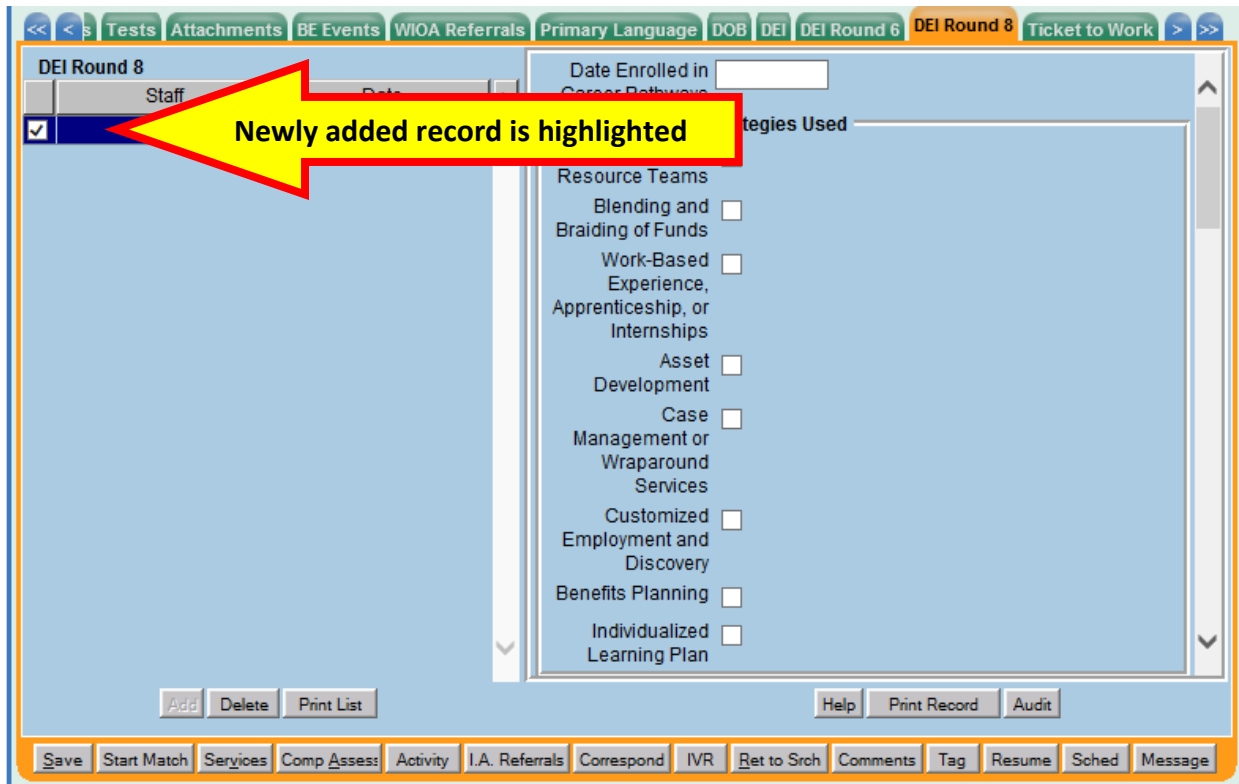 << < s Tests Attachments BE Events WIOA Referrals Primary Language DOB DEI DEI Round 6 DEI Round 8 Ticket to Work > >>
DEI Round 8
Staff
Newly added record is highlighted
Date Enrolled in
Career Pathways
tegies Used
Resource Teams
Blending and
Braiding of Funds
Work-Based
Experience,
Apprenticeship, or
Internships
Asset
Development
Case
Management or
Wraparound
Services
Customized
Employment and
Discovery
Benefits Planning
Individualized
Learning Plan
Add Delete Print List
Help Print Record Audit
Save Start Match Services Comp Assess Activity I.A. Referrals Correspond IVR Ret to Srch Comments Tag Resume Sched Message